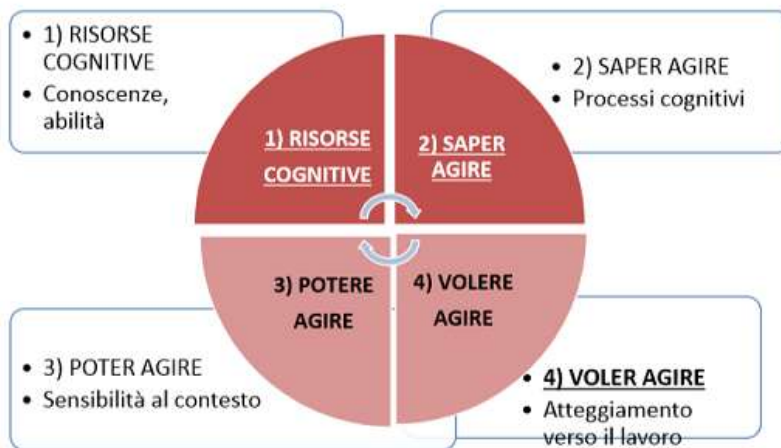 • 1) RISORSE
COGNITIVE
• Conoscenze,
abilità
• 2) SAPER AGIRE
• Processi cognitivi
1) RISORSE
COGNITIVE
2) SAPER
AGIRE
3) POTERE
AGIRE
4) VOLERE
AGIRE
• 3) POTER AGIRE
• Sensibilità al contesto
• 4) VOLER AGIRE
• Atteggiamento
verso il lavoro